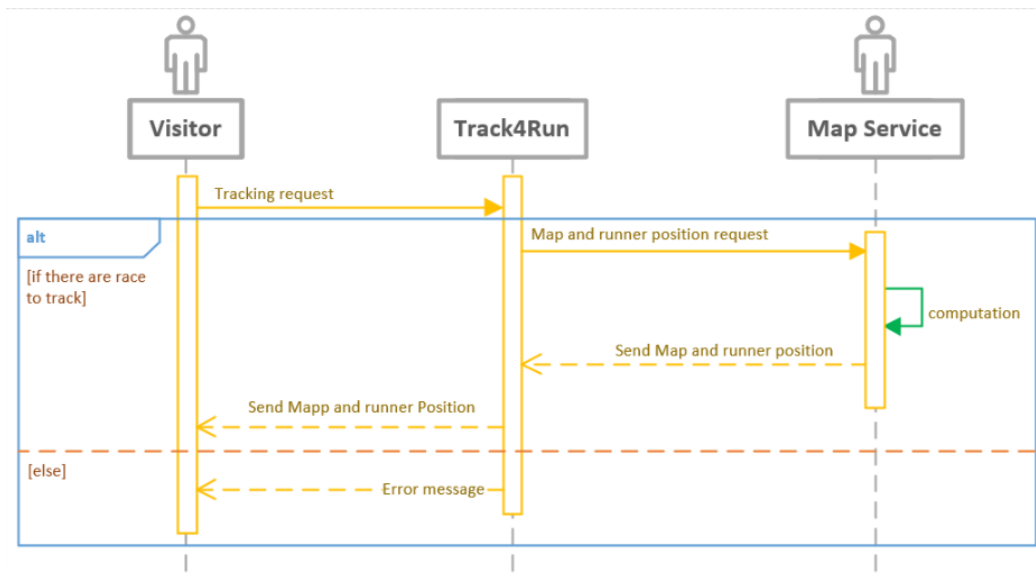 Visitor
Track4Run
Map Service
Tracking request
alt
Map and runner position request
[if there are race
to track]
computation
Send Map and runner position
Send Mapp and runner Position
[else]
Error message